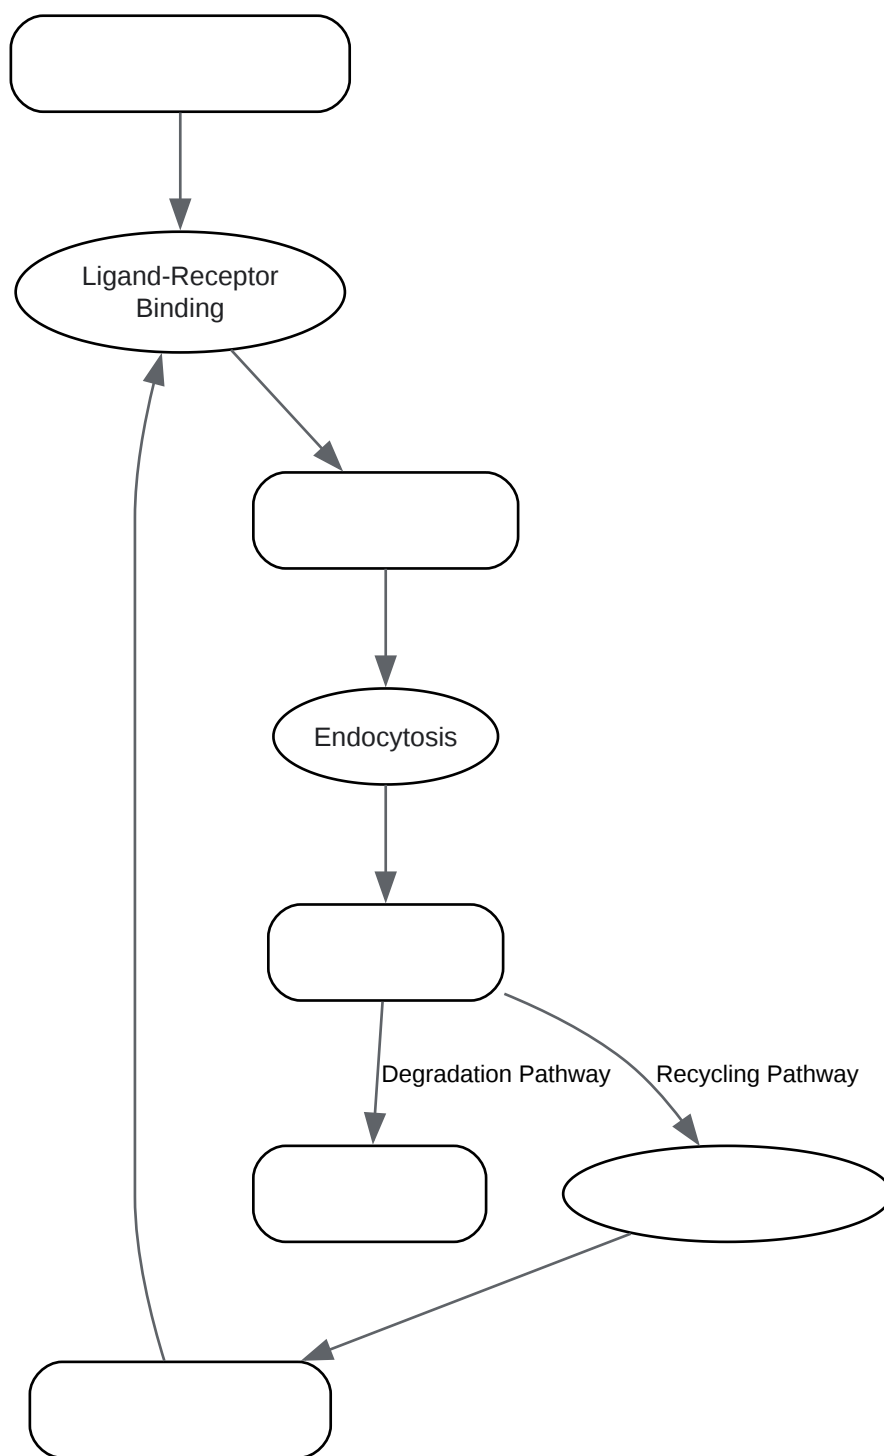 Ligand-Receptor
Binding
Endocytosis
Degradation Pathway
Recycling Pathway